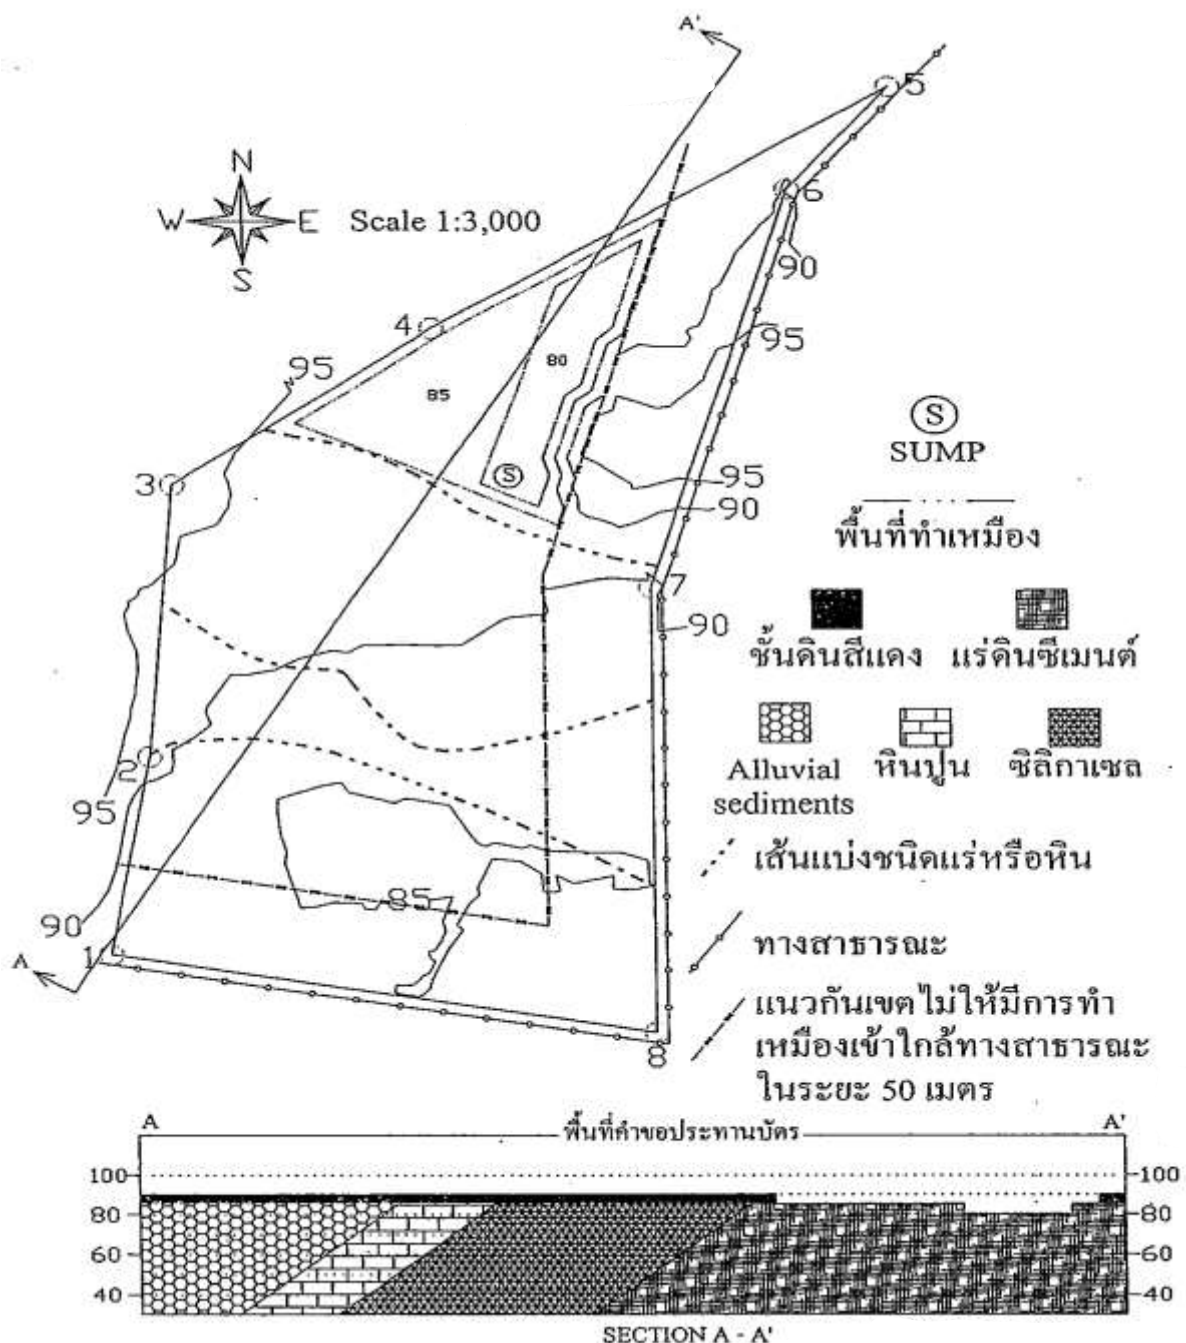 A'
5
6
N
W E
S
Scale 1:3,000
90
4
95
95
80
85
S
S
SUMP
3
95
90
พื้นที่ทำเหมือง
7
90
ชั้นดินสีแดง แร่ดินซีเมนต์
2
95
Alluvial
sediments
หินปูน ซิลิกาเซล
เส้นแบ่งชนิดแร่หรือหิน
85
90
1
A
ทางสาธารณะ
แนวกันเขตไม่ให้มีการทำ
เหมืองเข้าใกล้ทางสาธารณะ
ในระยะ 50 เมตร
8
A พื้นที่คำขอประทานบัตร A'
100 100
80 80
60 60
40 40
SECTION A - A'